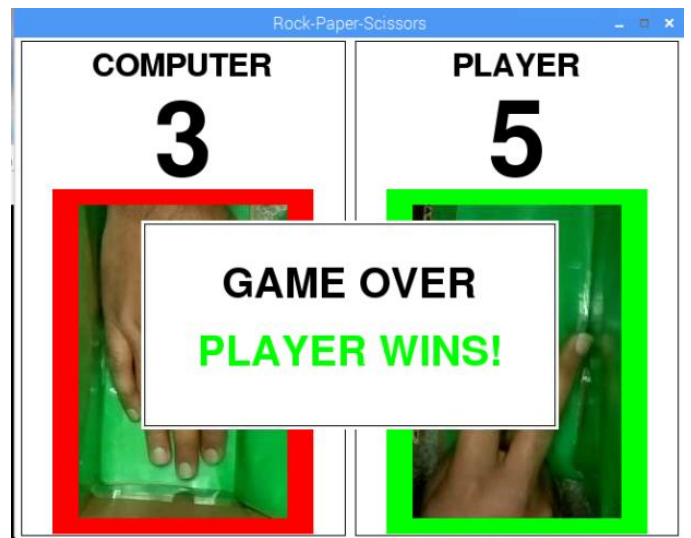 Rock-Paper-Scissors
COMPUTER
PLAYER
3
5
GAME OVER
PLAYER WINS!